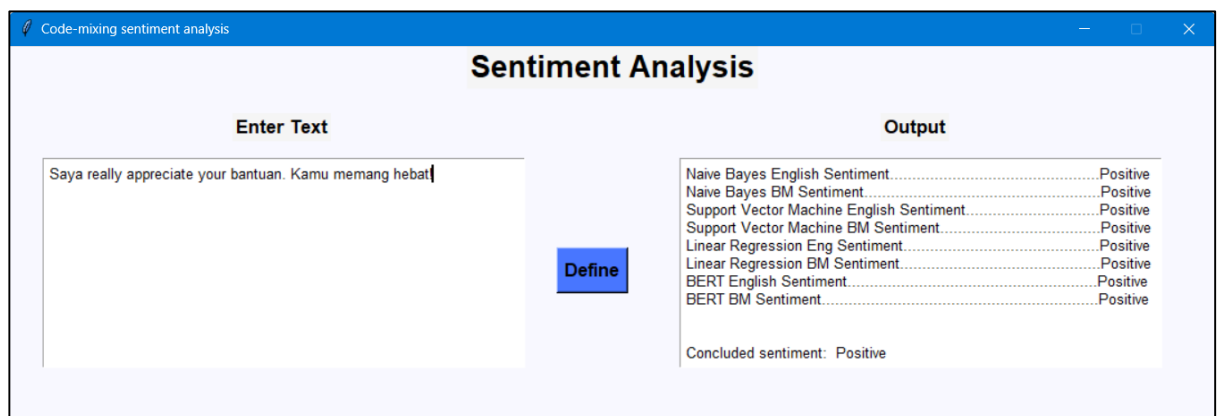 Code-mixing sentiment analysis
Sentiment Analysis
Enter Text
Output
Saya really appreciate your bantuan. Kamu memang hebat!
Define
Naive Bayes English Sentiment.....................................................Positive
Naive Bayes BM Sentiment...........................................................Positive
Support Vector Machine English Sentiment..................................Positive
Support Vector Machine BM Sentiment........................................Positive
Linear Regression Eng Sentiment.................................................Positive
Linear Regression BM Sentiment..................................................Positive
BERT English Sentiment...............................................................Positive
BERT BM Sentiment.....................................................................Positive
Concluded sentiment:  Positive